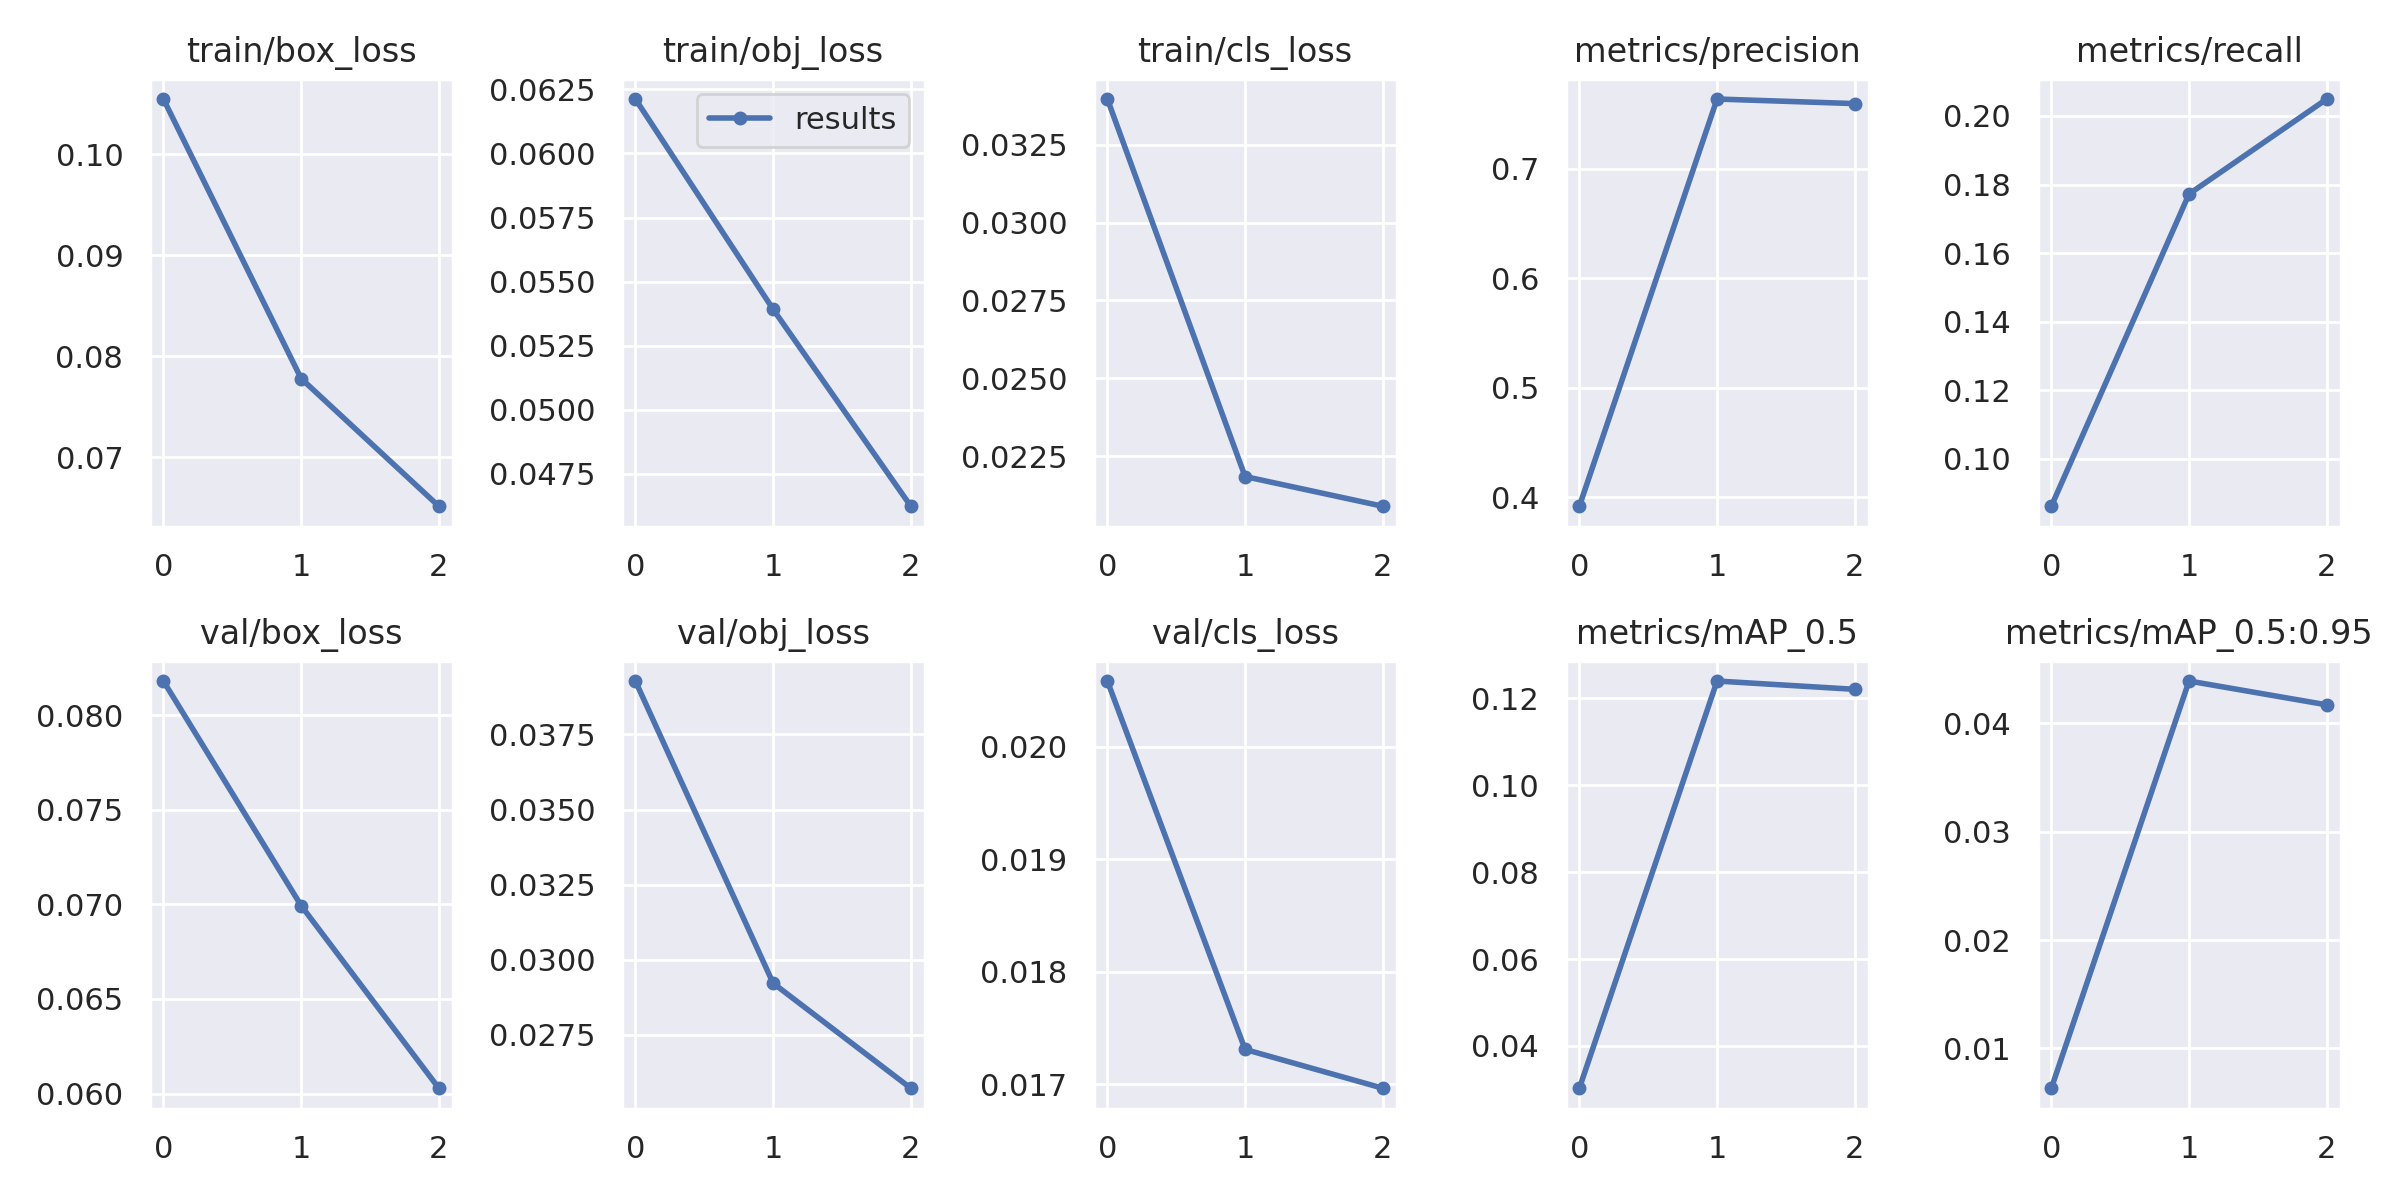 train/box_loss
0.10
0.09
0.08
0.07
0 1 2
train/obj_loss
results
0.0625
0.0600
0.0575
0.0550
0.0525
0.0500
0.0475
0 1 2
train/cls_loss
0.0325
0.0300
0.0275
0.0250
0.0225
0 1 2
metrics/precision
0.7
0.6
0.5
0.4
0 1 2
metrics/recall
0.20
0.18
0.16
0.14
0.12
0.10
0 1 2
val/box_loss
0.080
0.075
0.070
0.065
0.060
0 1 2
val/obj_loss
0.0375
0.0350
0.0325
0.0300
0.0275
0 1 2
val/cls_loss
0.020
0.019
0.018
0.017
0 1 2
metrics/mAP_0.5
0.12
0.10
0.08
0.06
0.04
0 1 2
metrics/mAP_0.5:0.95
0.04
0.03
0.02
0.01
0 1 2